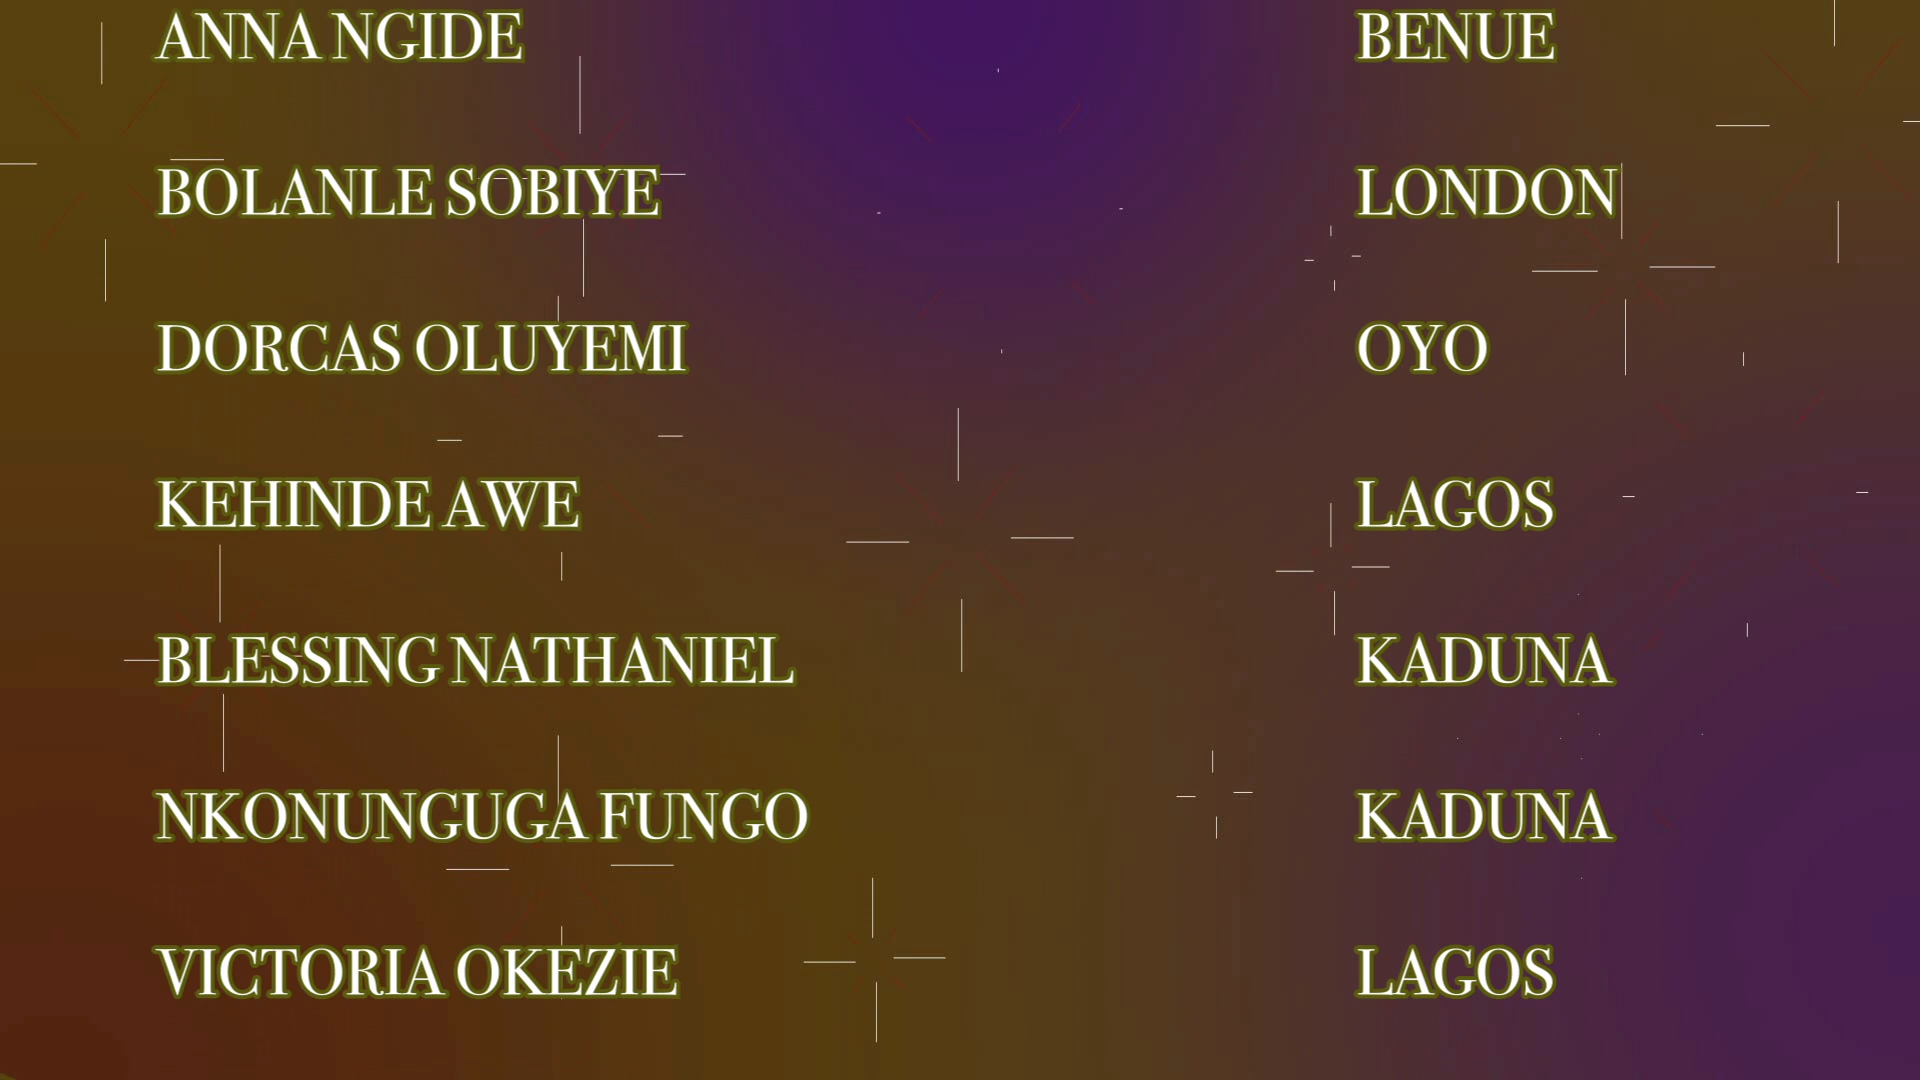 ANNA NGIDE BENUE
BOLANLE SOBIYE LONDON
DORCAS OLUYEMI OYO
KEHINDE AWE LAGOS
BLESSING NATHANIEL KADUNA
NKONUNGUGA FUNGO KADUNA
VICTORIA OKEZIE LAGOS